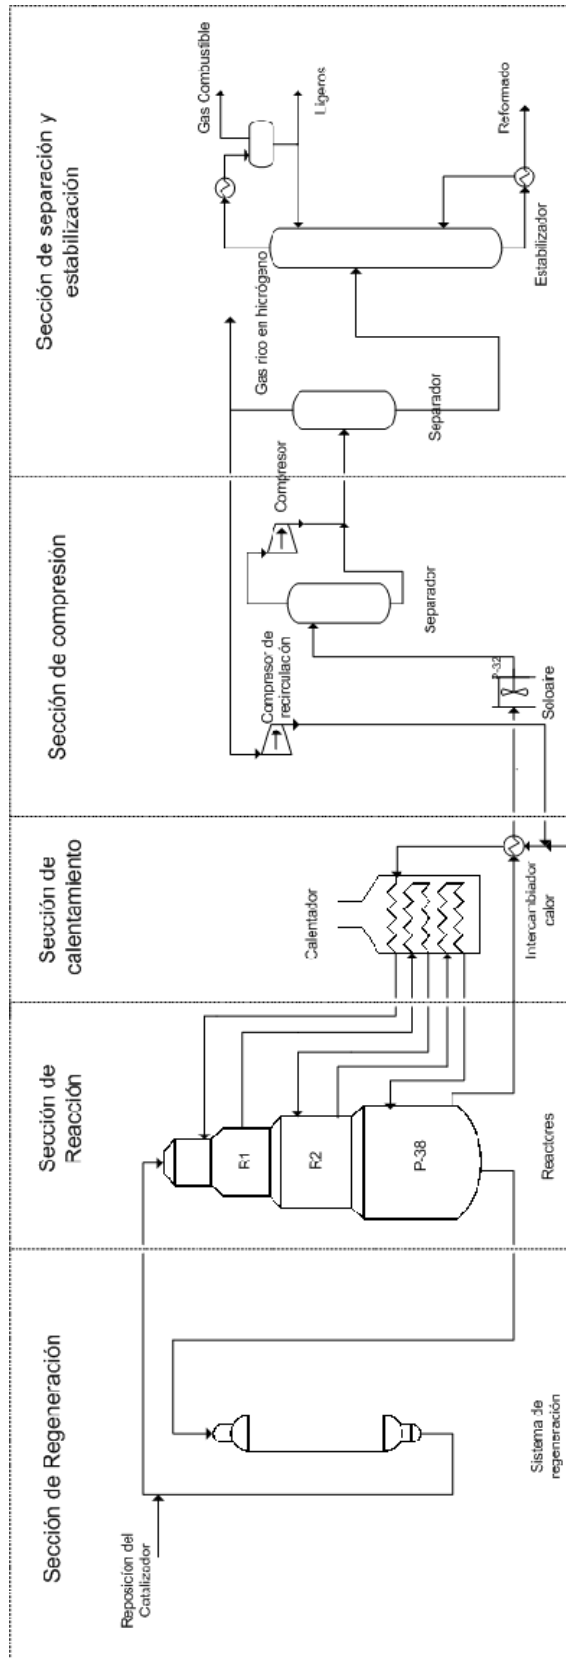 Sección de Regeneración
Reposición del
Catalizador
Sistema de
regeneración
Sección de
Reacción
R1
R2
P-38
Reactores
Sección de
calentamiento
Calentador
Intercambiador
calor
Sección de compresión
Compresor de
recirculación
Compresor
Separador
P-32
Soloaire
Sección de separación y
estabilización
Gas Combustible
Ligeros
Gas rico en hidrógeno
Separador
Estabilizador
Reformado